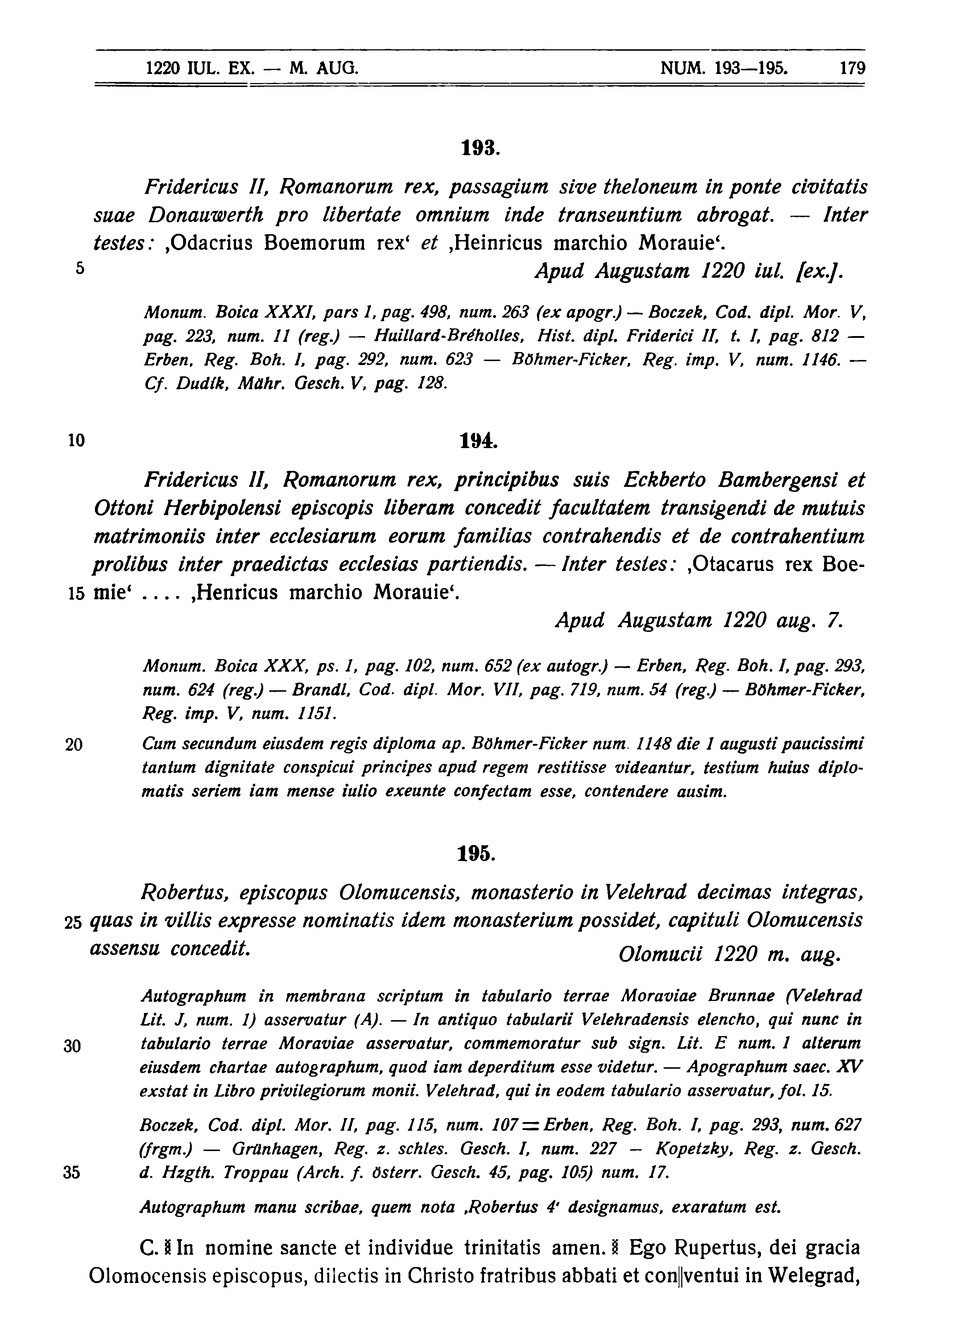 1220 IUL. EX. — M. AUG. NUM. 193—195. 179
193.
Fridericus II, Romanorum rex, passagium sive theloneum in ponte civitatis
suae Donauwerth pro libertate omnium inde transeuntium abrogat. — Inter
testes: ‚Odacrius Boemorum rex‘ et ‚Heinricus marchio Morauie‘.
5 Apud Augustam 1220 iul. [ex.].
Monum. Boica XXXI, pars 1, pag. 498, num. 263 (ex apogr.) — Boczek, Cod. dipl. Mor. V,
pag. 223, num. 11 (reg.) — Huillard-Bréholles, Hist. dipl. Friderici II, t. I, pag. 812 —
Erben, Reg. Boh. I, pag. 292, num. 623 — Böhmer-Ficker, Reg. imp. V, num. 1146. —
Cf. Dudík, Mähr. Gesch. V, pag. 128.
10 194.
Fridericus II, Romanorum rex, principibus suis Eckberto Bambergensi et
Ottoni Herbipolensi episcopis liberam concedit facultatem transigendi de mutuis
matrimoniis inter ecclesiarum eorum familias contrahendis et de contrahentium
prolibus inter praedictas ecclesias partiendis. — Inter testes: ‚Otacarus rex Boe-
15 mie‘ .... ‚Henricus marchio Morauie‘.
Apud Augustam 1220 aug. 7.
Monum. Boica XXX, ps. 1, pag. 102, num. 652 (ex autogr.) — Erben, Reg. Boh. I, pag. 293,
num. 624 (reg.) — Brandl, Cod. dipl. Mor. VII, pag. 719, num. 54 (reg.) — Böhmer-Ficker,
Reg. imp. V, num. 1151.
20 Cum secundum eiusdem regis diploma ap. Böhmer-Ficker num. 1148 die 1 augusti paucissimi
tantum dignitate conspicui principes apud regem restitisse videantur, testium huius diplo-
matis seriem iam mense iulio exeunte confectam esse, contendere ausim.
195.
Robertus, episcopus Olomucensis, monasterio in Velehrad decimas integras,
25 quas in villis expresse nominatis idem monasterium possidet, capituli Olomucensis
assensu concedit. Olomucii 1220 m. aug.
Autographum in membrana scriptum in tabulario terrae Moraviae Brunnae (Velehrad
Lit. J, num. 1) asservatur (A). — In antiquo tabularii Velehradensis elencho, qui nunc in
30 tabulario terrae Moraviae asservatur, commemoratur sub sign. Lit. E num. 1 alterum
eiusdem chartae autographum, quod iam deperditum esse videtur. — Apographum saec. XV
exstat in Libro privilegiorum monii. Velehrad, qui in eodem tabulario asservatur, fol. 15.
Boczek, Cod. dipl. Mor. II, pag. 115, num. 107 = Erben, Reg. Boh. I, pag. 293, num. 627
(frgm.) — Grünhagen, Reg. z. schles. Gesch. I, num. 227 — Kopetzky, Reg. z. Gesch.
35 d. Hzgth. Troppau (Arch. f. österr. Gesch. 45, pag. 105) num. 17.
Autographum manu scribae, quem nota ‚Robertus 4‘ designamus, exaratum est.
C. In nomine sancte et individue trinitatis amen. Ego Rupertus, dei gracia
Olomocensis episcopus, dilectis in Christo fratribus abbati et con||ventui in Welegrad,